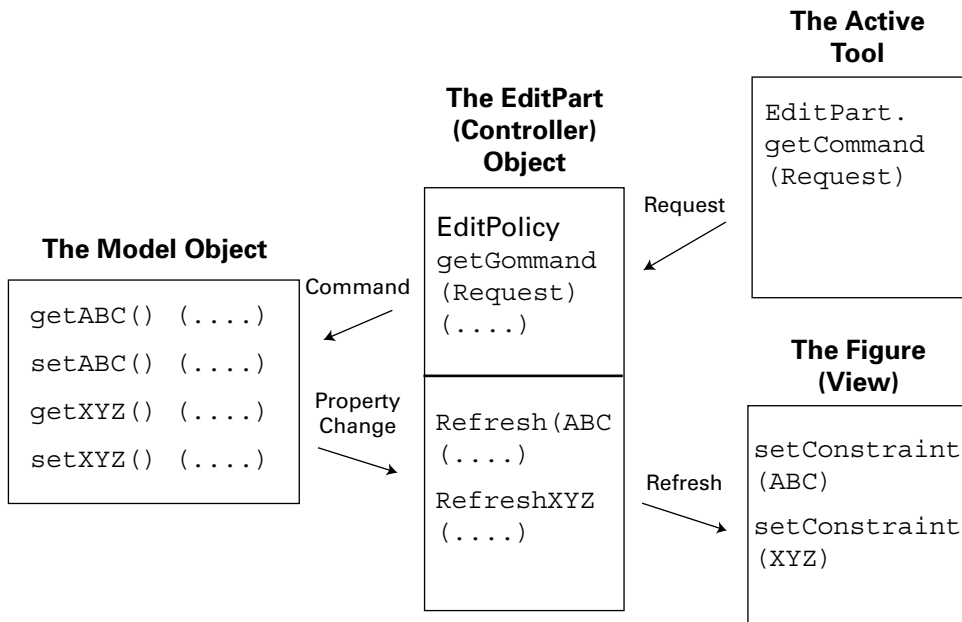 The Active
Tool
EditPart.
getCommand
(Request)
The EditPart
(Controller)
Object
EditPolicy
getGommand
(Request)
(....)
Refresh(ABC
(....)
RefreshXYZ
(....)
Request
The Model Object
getABC() (....)
setABC() (....)
getXYZ() (....)
setXYZ() (....)
Command
Property
Change
Refresh
The Figure
(View)
setConstraint
(ABC)
setConstraint
(XYZ)